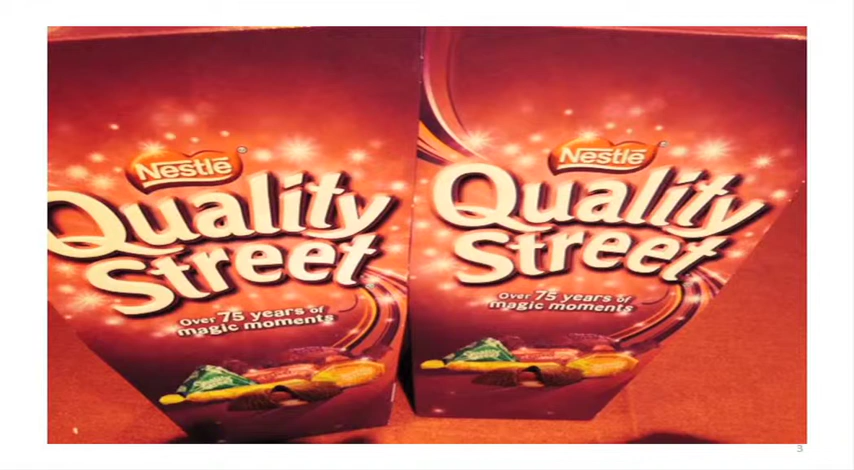 Nestlé®
Quality
Street
Over 75 years of
magic moments
Nestlé®
Quality
Street
Over 75 years of
magic moments
3